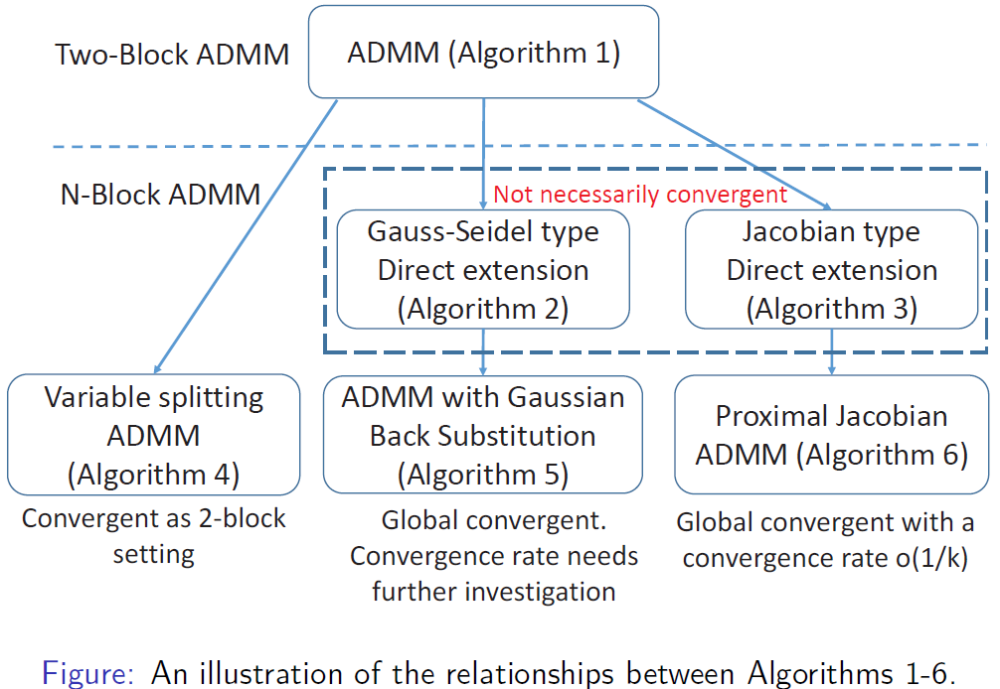 Two-Block ADMM
ADMM (Algorithm 1)
N-Block ADMM
Not necessarily convergent
Gauss-Seidel type
Direct extension
(Algorithm 2)
Jacobian type
Direct extension
(Algorithm 3)
Variable splitting
ADMM
(Algorithm 4)
ADMM with Gaussian
Back Substitution
(Algorithm 5)
Proximal Jacobian
ADMM (Algorithm 6)
Convergent as 2-block
setting
Global convergent.
Convergence rate needs
further investigation
Global convergent with a
convergence rate o(1/k)
Figure: An illustration of the relationships between Algorithms 1-6.